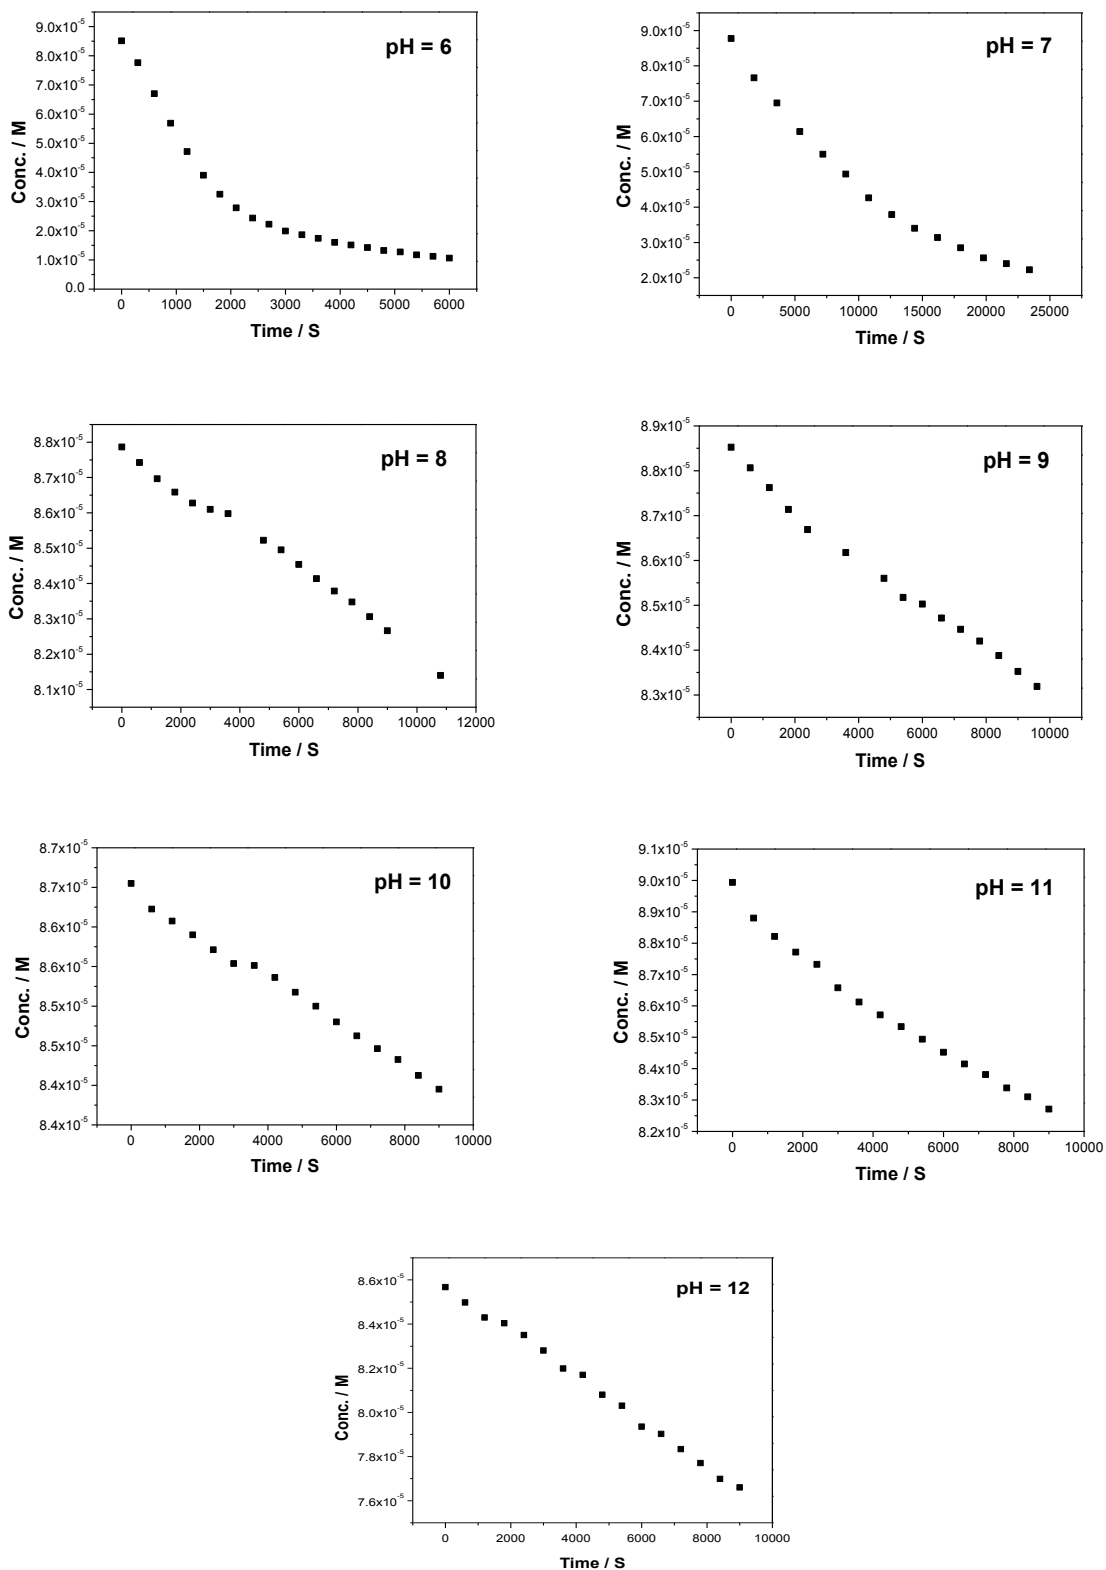 pH = 6
9.0x10⁻⁵
8.0x10⁻⁵
7.0x10⁻⁵
6.0x10⁻⁵
5.0x10⁻⁵
4.0x10⁻⁵
3.0x10⁻⁵
2.0x10⁻⁵
1.0x10⁻⁵
0.0
Conc. / M
0 1000 2000 3000 4000 5000 6000
Time / S
pH = 7
9.0x10⁻⁵
8.0x10⁻⁵
7.0x10⁻⁵
6.0x10⁻⁵
5.0x10⁻⁵
4.0x10⁻⁵
3.0x10⁻⁵
2.0x10⁻⁵
Conc. / M
0 5000 10000 15000 20000 25000
Time / S
pH = 8
8.8x10⁻⁵
8.7x10⁻⁵
8.6x10⁻⁵
8.5x10⁻⁵
8.4x10⁻⁵
8.3x10⁻⁵
8.2x10⁻⁵
8.1x10⁻⁵
Conc. / M
0 2000 4000 6000 8000 10000 12000
Time / S
pH = 9
8.9x10⁻⁵
8.8x10⁻⁵
8.7x10⁻⁵
8.6x10⁻⁵
8.5x10⁻⁵
8.4x10⁻⁵
8.3x10⁻⁵
Conc. / M
0 2000 4000 6000 8000 10000
Time / S
pH = 10
8.7x10⁻⁵
8.7x10⁻⁵
8.6x10⁻⁵
8.6x10⁻⁵
8.5x10⁻⁵
8.5x10⁻⁵
8.4x10⁻⁵
8.4x10⁻⁵
Conc. / M
0 2000 4000 6000 8000 10000
Time / S
pH = 11
9.1x10⁻⁵
9.0x10⁻⁵
8.9x10⁻⁵
8.8x10⁻⁵
8.7x10⁻⁵
8.6x10⁻⁵
8.5x10⁻⁵
8.4x10⁻⁵
8.3x10⁻⁵
8.2x10⁻⁵
Conc. / M
0 2000 4000 6000 8000 10000
Time / S
pH = 12
8.6x10⁻⁵
8.4x10⁻⁵
8.2x10⁻⁵
8.0x10⁻⁵
7.8x10⁻⁵
7.6x10⁻⁵
Conc. / M
0 2000 4000 6000 8000 10000
Time / S